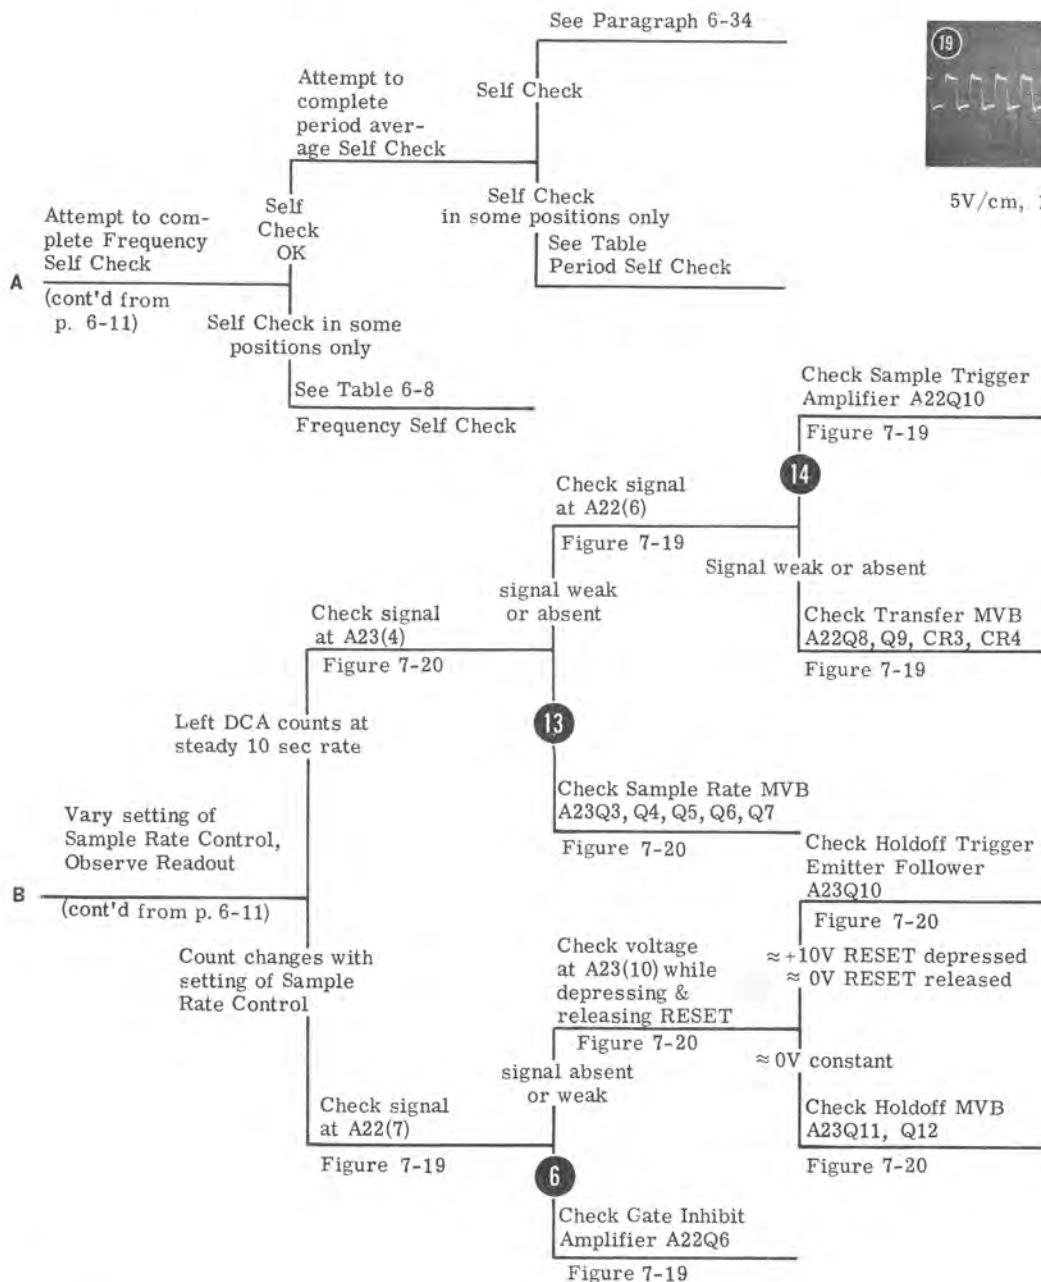 See Paragraph 6-34
19
Attempt to
complete
period aver-
age Self Check
Self Check
5V/cm,
Self
Check
OK
Self Check
in some positions only
See Table
Period Self Check
Attempt to com-
plete Frequency
Self Check
A
(cont'd from
p. 6-11)
Self Check in some
positions only
See Table 6-8
Frequency Self Check
Check Sample Trigger
Amplifier A22Q10
Figure 7-19
14
Check signal
at A22(6)
Figure 7-19
Signal weak or absent
signal weak
or absent
Check Transfer MVB
A22Q8, Q9, CR3, CR4
Figure 7-19
Check signal
at A23(4)
Figure 7-20
13
Left DCA counts at
steady 10 sec rate
Check Sample Rate MVB
A23Q3, Q4, Q5, Q6, Q7
Figure 7-20
Vary setting of
Sample Rate Control,
Observe Readout
B
(cont'd from p. 6-11)
Check Holdoff Trigger
Emitter Follower
A23Q10
Figure 7-20
Count changes with
setting of Sample
Rate Control
Check voltage
at A23(10) while
depressing &
releasing RESET
Figure 7-20
≈ +10V RESET depressed
≈ 0V RESET released
≈ 0V constant
signal absent
or weak
Check Holdoff MVB
A23Q11, Q12
Figure 7-20
Check signal
at A22(7)
Figure 7-19
6
Check Gate Inhibit
Amplifier A22Q6
Figure 7-19